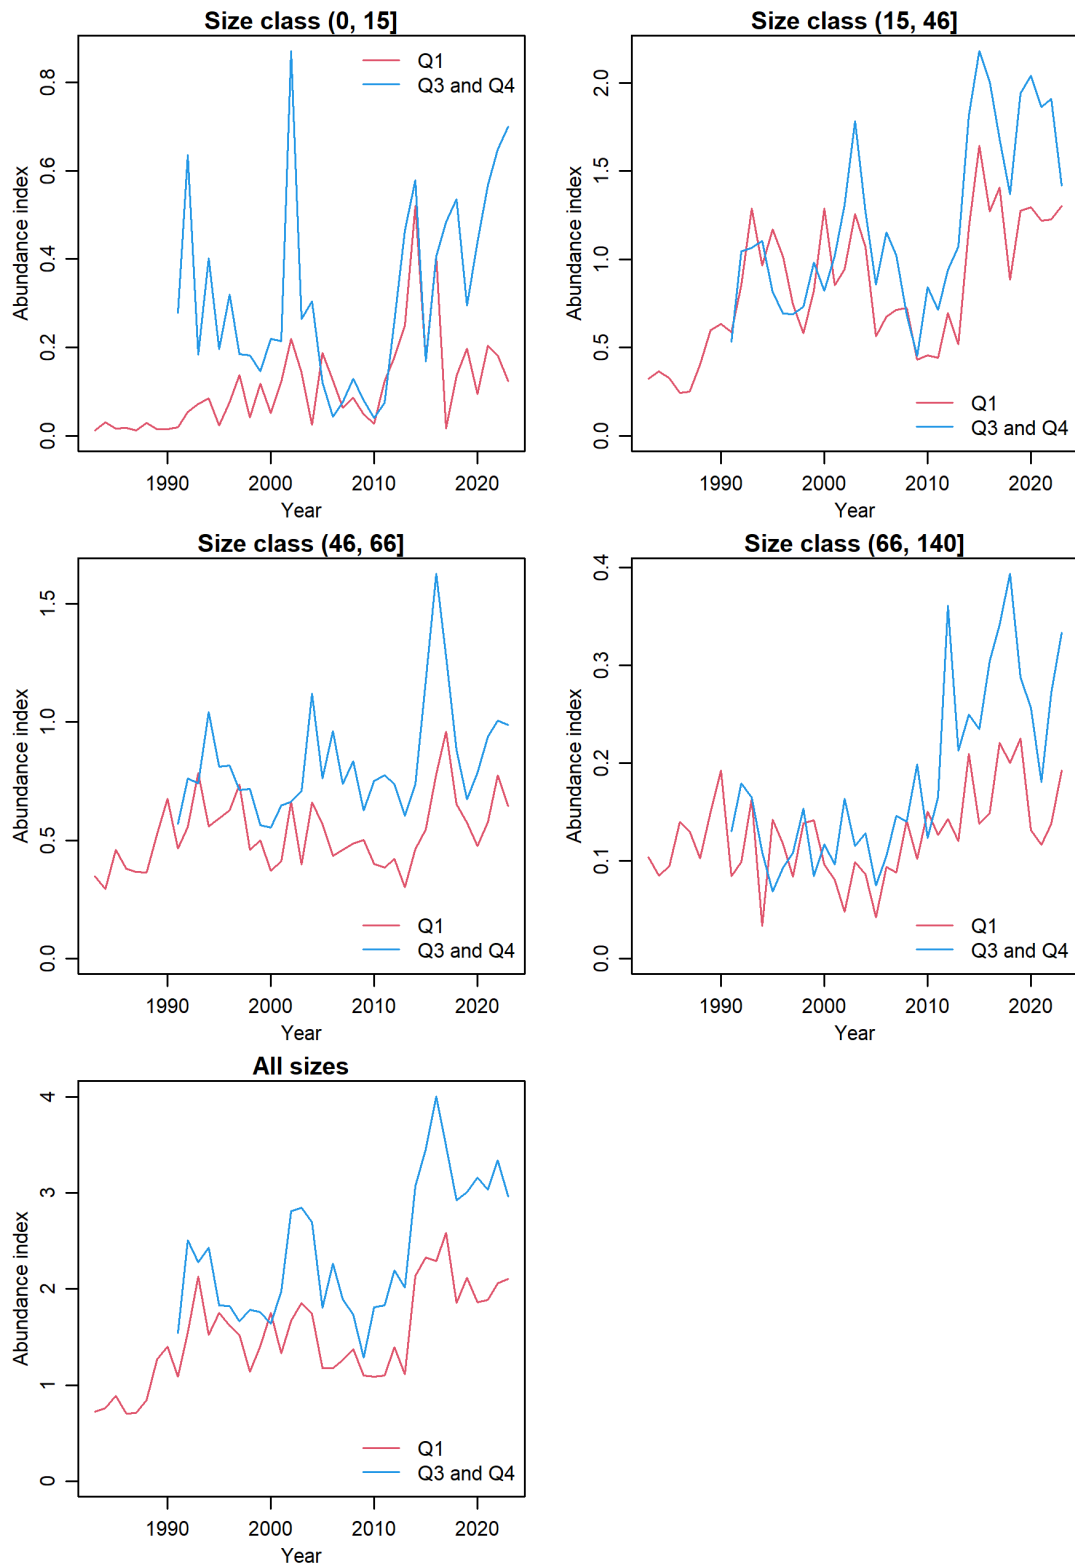 Size class (0, 15]
Abundance index
0.0 0.2 0.4 0.6 0.8
Q1
Q3 and Q4
1990 2000 2010 2020
Year
Size class (15, 46]
Abundance index
0.0 0.5 1.0 1.5 2.0
Q1
Q3 and Q4
1990 2000 2010 2020
Year
Size class (46, 66]
Abundance index
0.0 0.5 1.0 1.5
Q1
Q3 and Q4
1990 2000 2010 2020
Year
Size class (66, 140]
Abundance index
0.0 0.1 0.2 0.3 0.4
Q1
Q3 and Q4
1990 2000 2010 2020
Year
All sizes
Abundance index
0 1 2 3 4
Q1
Q3 and Q4
1990 2000 2010 2020
Year